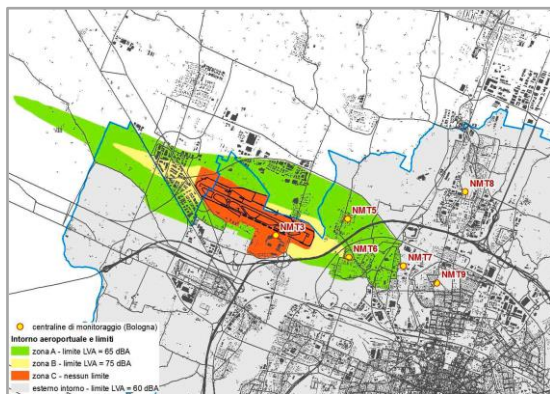 NMT8
NMT5
NMT3
NMT6
NMT7
NMT9
centraline di monitoraggio (Bologna)
Intorno aeroportuale e limiti
zona A - limite LVA = 65 dBA
zona B - limite LVA = 75 dBA
zona C - nessun limite
esterno intorno - limite LVA = 60 dBA